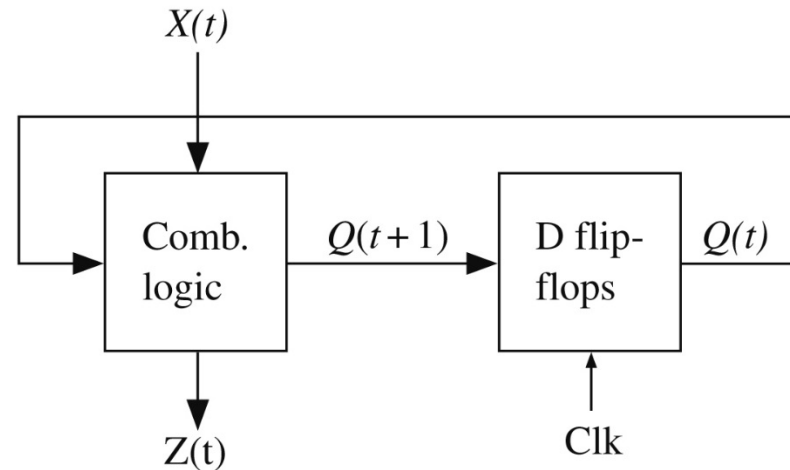 X(t)
Comb.
logic
Q(t + 1)
D flip-
flops
Q(t)
Z(t)
Clk